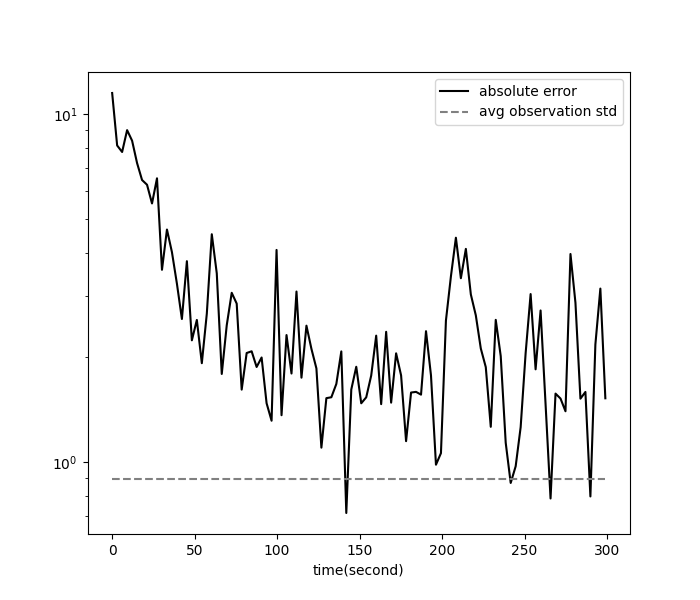 absolute error
avg observation std
10¹
10⁰
0 50 100 150 200 250 300
time(second)